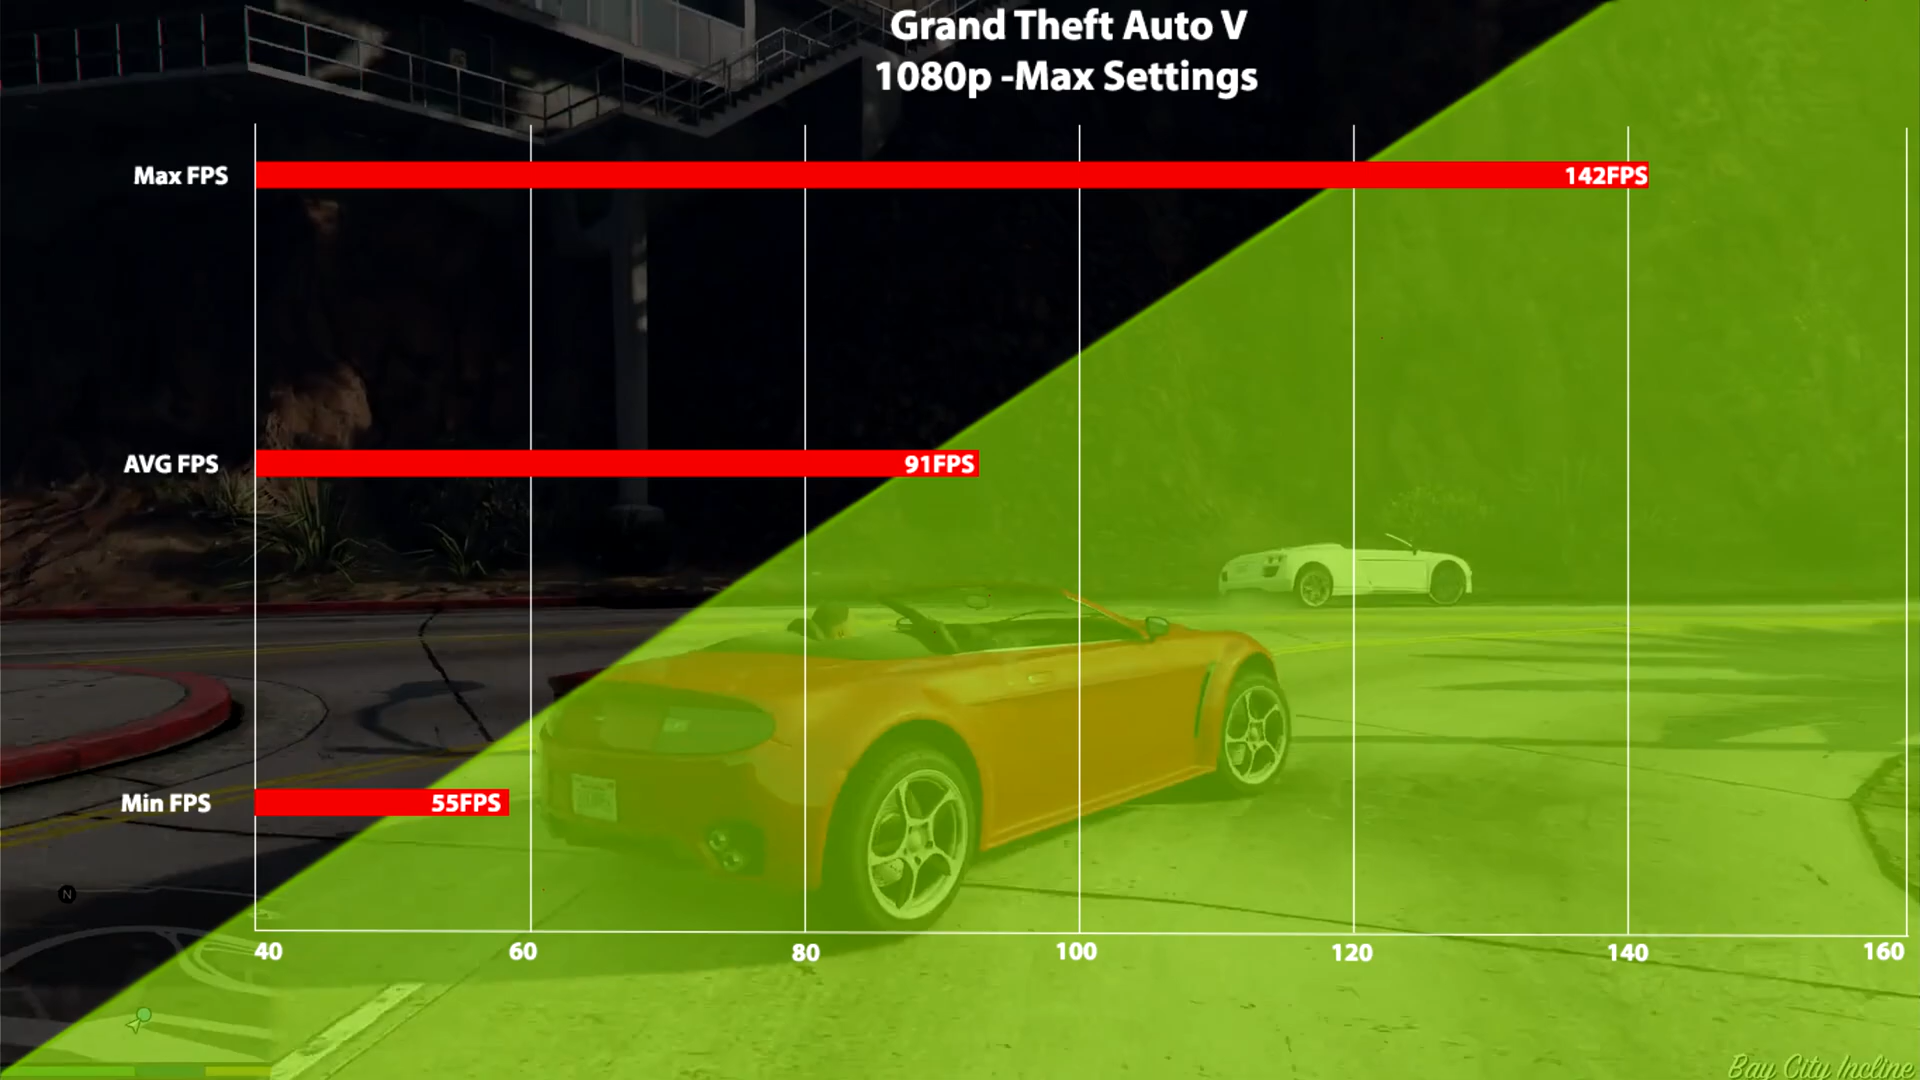 Grand Theft Auto V
1080p -Max Settings
Max FPS
142FPS
AVG FPS
91FPS
Min FPS
55FPS
N
40 60 80 100 120 140 160
Bay City Incline